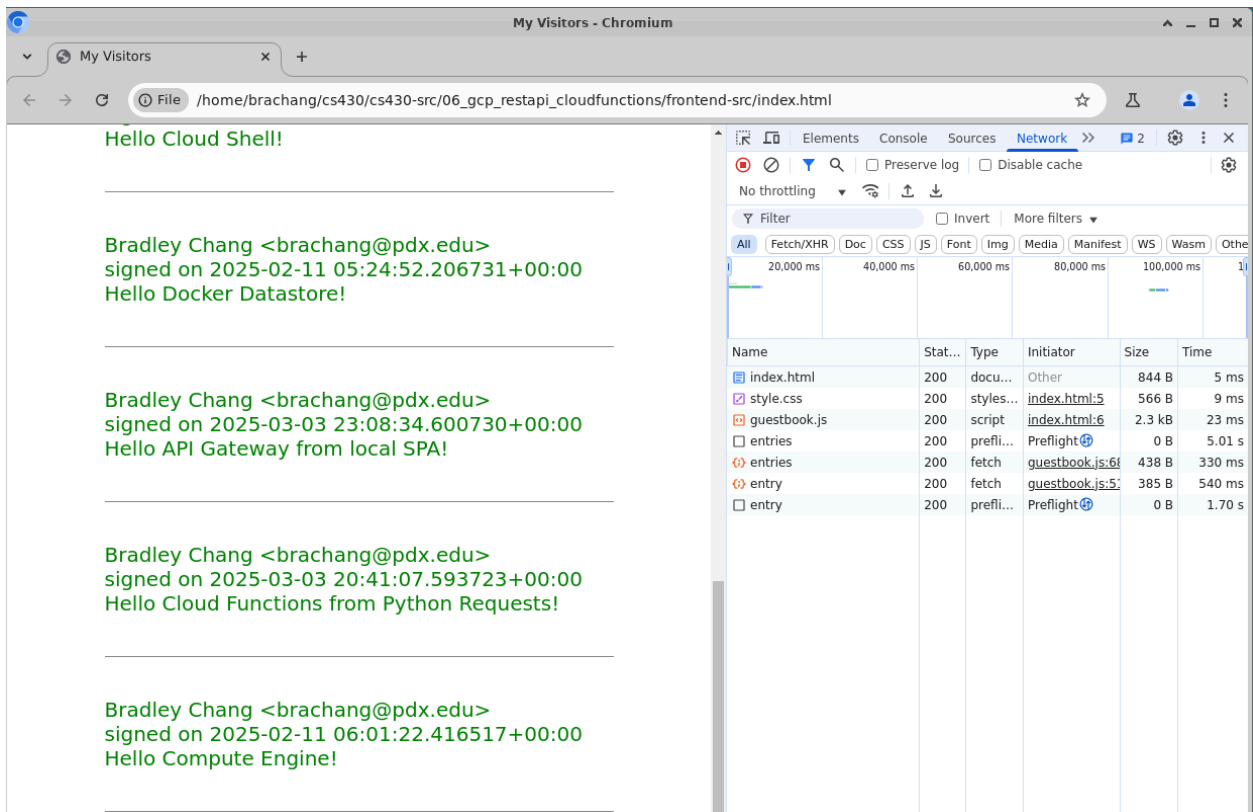 My Visitors - Chromium
My Visitors
File /home/brachang/cs430/cs430-src/06_gcp_restapi_cloudfunctions/frontend-src/index.html
Hello Cloud Shell!
Bradley Chang <brachang@pdx.edu>
signed on 2025-02-11 05:24:52.206731+00:00
Hello Docker Datastore!
Bradley Chang <brachang@pdx.edu>
signed on 2025-03-03 23:08:34.600730+00:00
Hello API Gateway from local SPA!
Bradley Chang <brachang@pdx.edu>
signed on 2025-03-03 20:41:07.593723+00:00
Hello Cloud Functions from Python Requests!
Bradley Chang <brachang@pdx.edu>
signed on 2025-02-11 06:01:22.416517+00:00
Hello Compute Engine!
Elements Console Sources Network 2
Preserve log Disable cache
No throttling
Filter Invert More filters
All Fetch/XHR Doc CSS JS Font Img Media Manifest WS Wasm Othe
20,000 ms 40,000 ms 60,000 ms 80,000 ms 100,000 ms 1
Name Stat... Type Initiator Size Time
index.html 200 docu... Other 844 B 5 ms
style.css 200 styles... index.html:5 566 B 9 ms
guestbook.js 200 script index.html:6 2.3 kB 23 ms
entries 200 prefli... Preflight 0 B 5.01 s
entries 200 fetch guestbook.js:68 438 B 330 ms
entry 200 fetch guestbook.js:51 385 B 540 ms
entry 200 prefli... Preflight 0 B 1.70 s